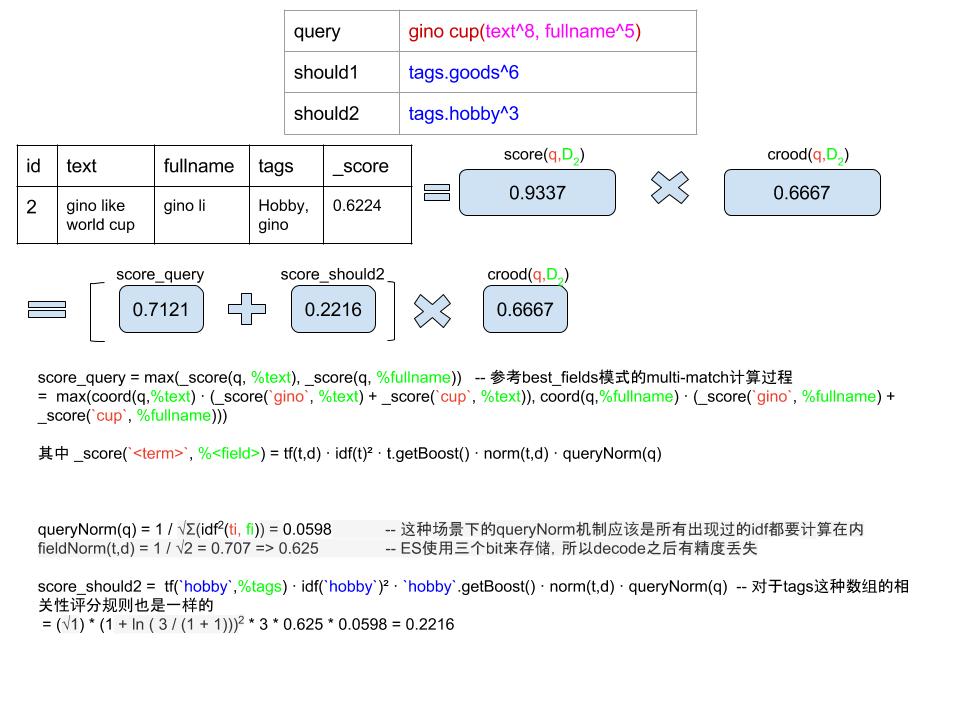 query gino cup(text^8, fullname^5)
should1 tags.goods^6
should2 tags.hobby^3
score(q,D2) crood(q,D2)
id text fullname tags _score
0.9337 0.6667
2 gino like gino li Hobby, 0.6224
world cup gino
score_query score_should2 crood(q,D2)
0.7121 0.2216 0.6667
score_query = max(_score(q, %text), _score(q, %fullname)) -- 参考best_fields模式的multi-match计算过程
= max(coord(q,%text) · (_score(`gino`, %text) + _score(`cup`, %text)), coord(q,%fullname) · (_score(`gino`, %fullname) +
_score(`cup`, %fullname)))
其中 _score(`<term>`, %<field>) = tf(t,d) · idf(t)² · t.getBoost() · norm(t,d) · queryNorm(q)
queryNorm(q) = 1 / √Σ(idf²(ti, fi)) = 0.0598 -- 这种场景下的queryNorm机制应该是所有出现过的idf都要计算在内
fieldNorm(t,d) = 1 / √2 = 0.707 => 0.625 -- ES使用三个bit来存储，所以decode之后有精度丢失
score_should2 = tf(`hobby`,%tags) · idf(`hobby`)² · `hobby`.getBoost() · norm(t,d) · queryNorm(q) -- 对于tags这种数组的相
关性评分规则也是一样的
= (√1) * (1 + ln ( 3 / (1 + 1)))² * 3 * 0.625 * 0.0598 = 0.2216